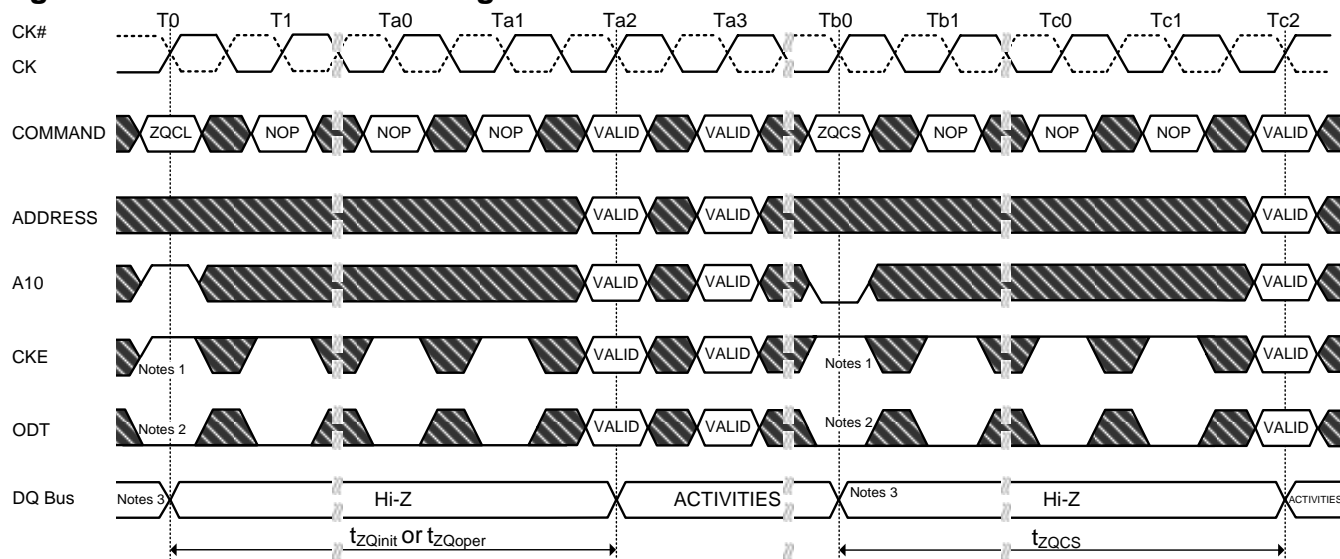 T0 T1 Ta0 Ta1 Ta2 Ta3 Tb0 Tb1 Tc0 Tc1 Tc2
CK#
CK
COMMAND ZQCL NOP NOP NOP VALID VALID ZQCS NOP NOP NOP VALID
ADDRESS VALID VALID VALID
A10 VALID VALID VALID
CKE Notes 1 VALID VALID Notes 1 VALID
ODT Notes 2 VALID VALID Notes 2 VALID
DQ Bus Notes 3 Hi-Z ACTIVITIES Notes 3 Hi-Z ACTIVITIES
tZQinit or tZQoper tZQCS